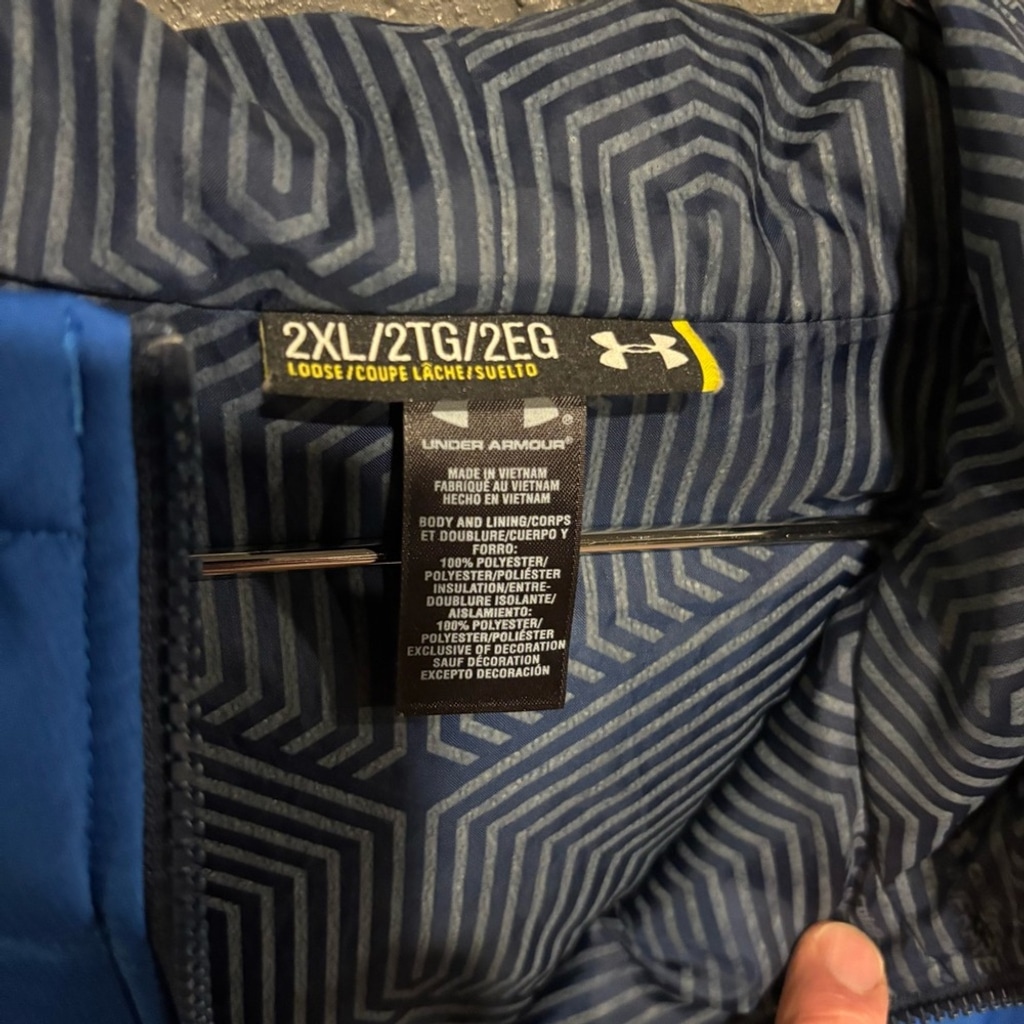 2XL/2TG/2EG
LOOSE/COUPE LÂCHE/SUELTO
®
UNDER ARMOUR®
MADE IN VIETNAM
FABRIQUÉ AU VIETNAM
HECHO EN VIETNAM
BODY AND LINING/CORPS
ET DOUBLURE/CUERPO Y
FORRO:
100% POLYESTER/
POLYESTER/POLIÉSTER
INSULATION/ENTRE-
DOUBLURE ISOLANTE/
AISLAMIENTO:
100% POLYESTER/
POLYESTER/POLIÉSTER
EXCLUSIVE OF DECORATION
SAUF DÉCORATION
EXCEPTO DECORACIÓN